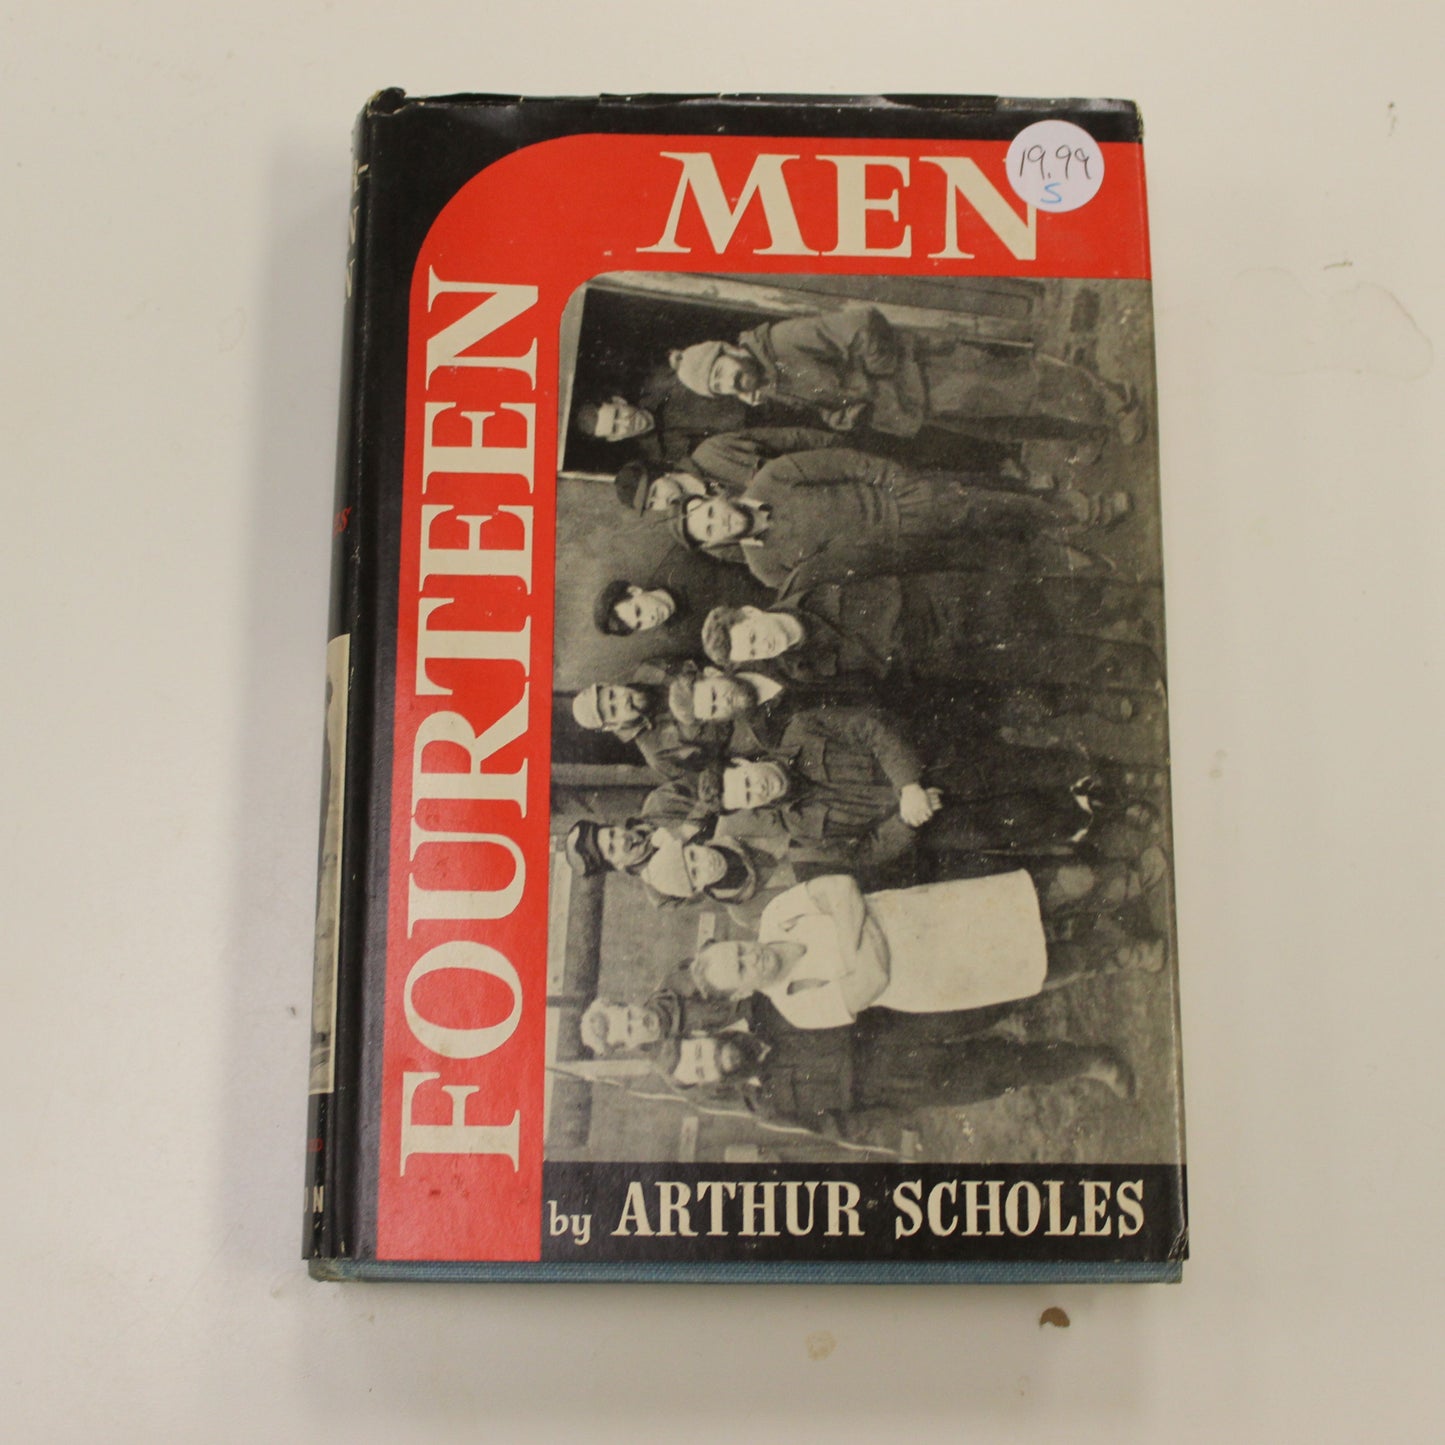 FOURTEEN
MEN
19.99
S
by ARTHUR SCHOLES